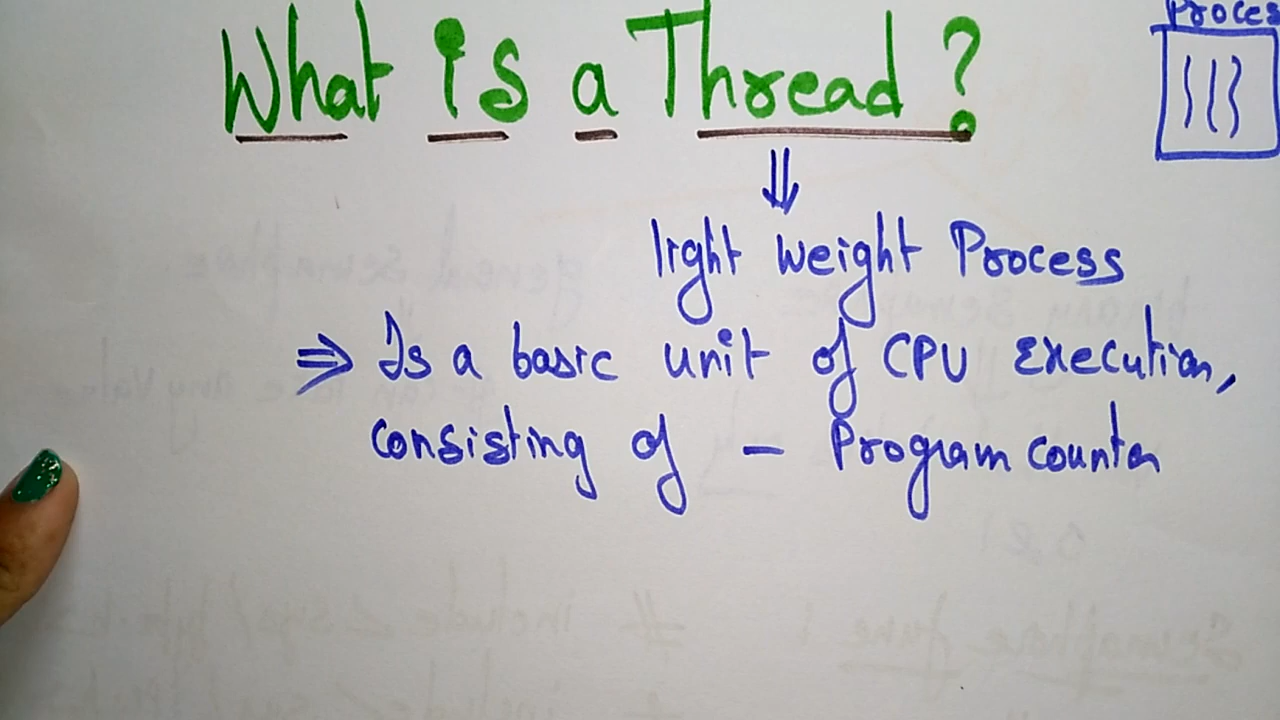 What is a Thread ?
Proces
light weight Process
⇒ Is a basic unit of CPU Execution,
consisting of - Program counter